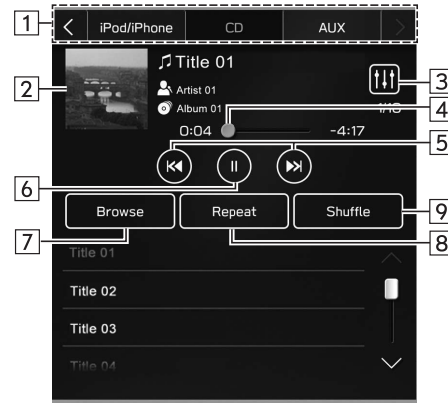 1
iPod/iPhone CD AUX
2
Title 01
Artist 01
Album 01
3
4
0:04 -4:17
5
6
Browse Repeat Shuffle
7
8
9
Title 01
Title 02
Title 03
Title 04